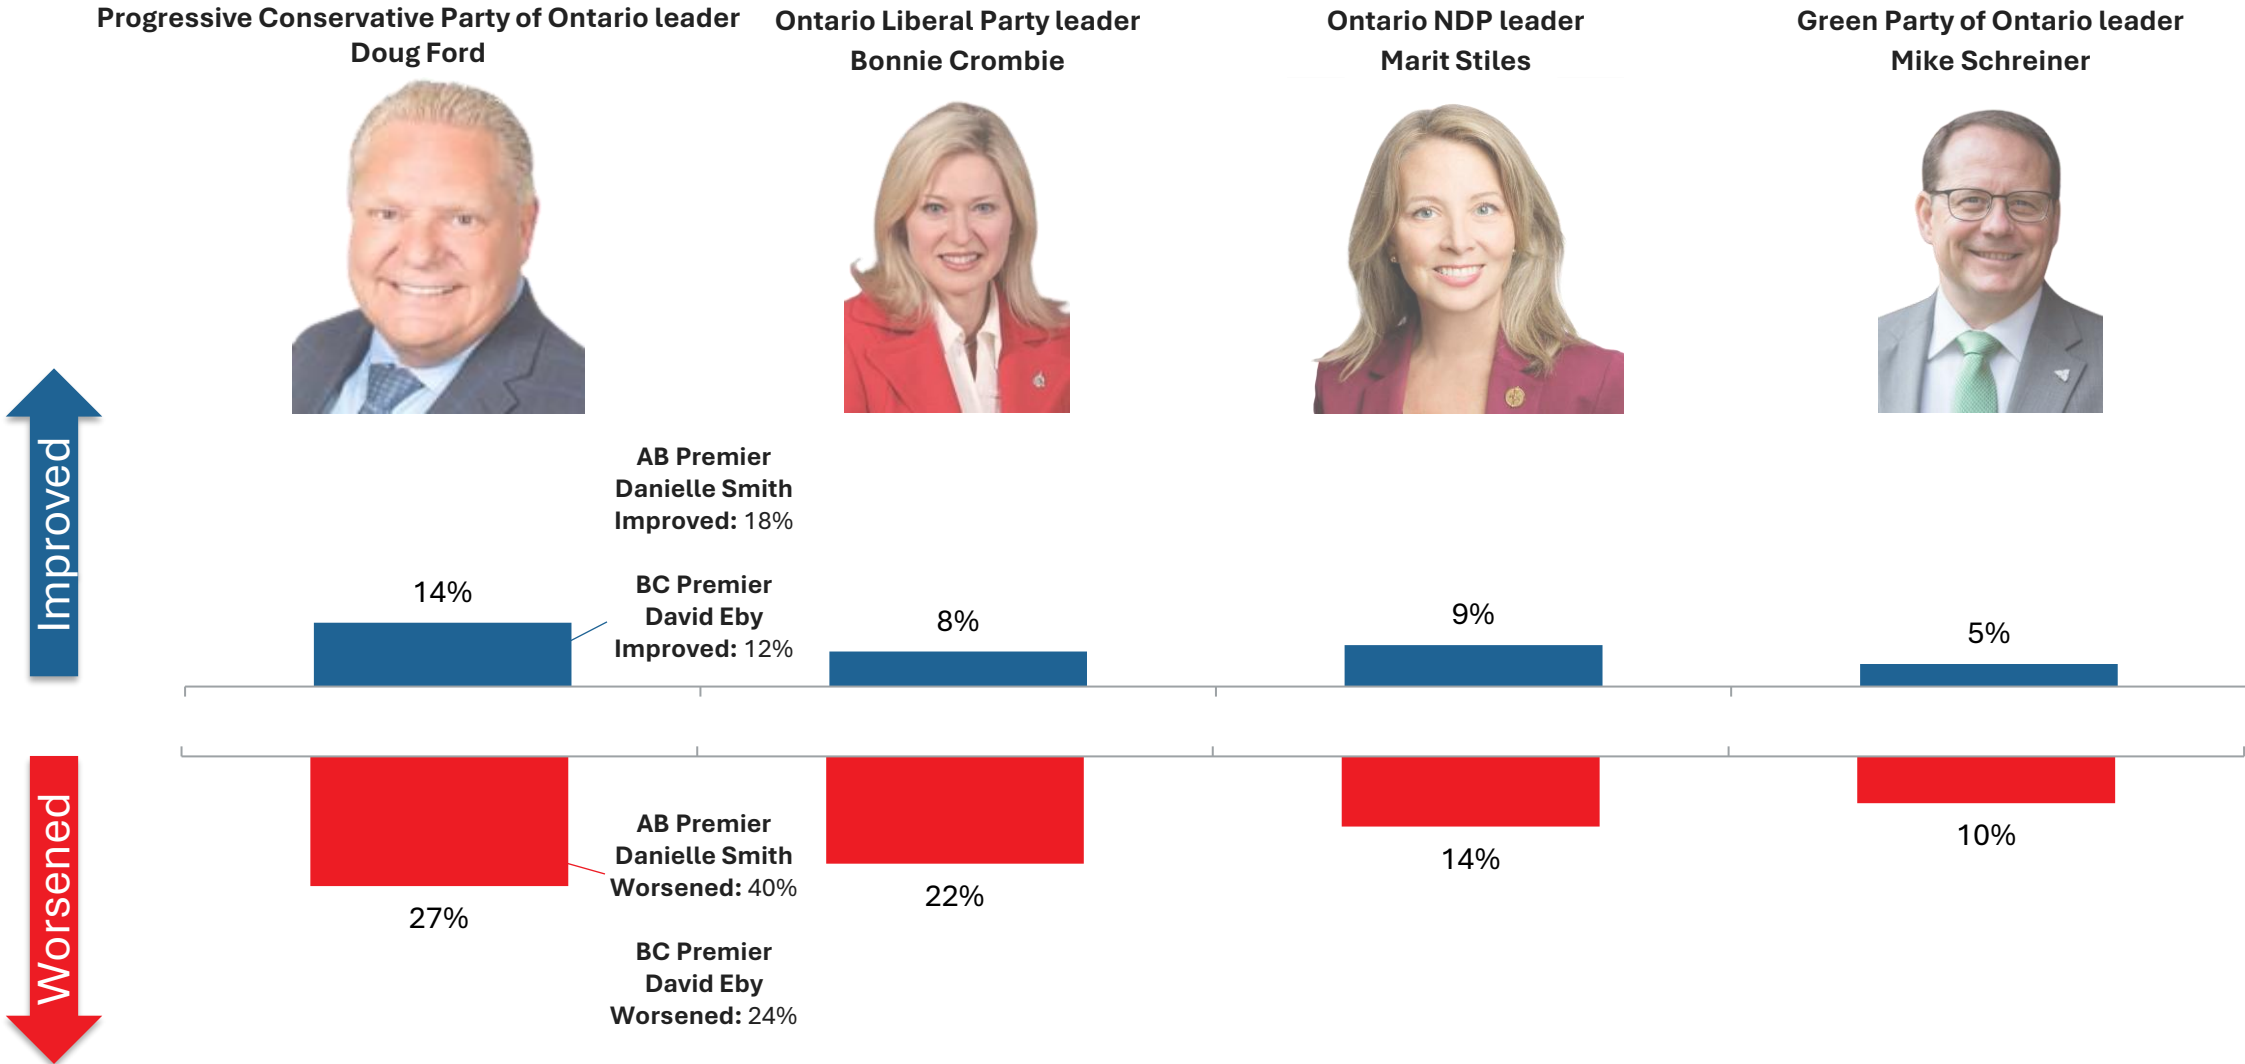 Progressive Conservative Party of Ontario leader
Doug Ford
Ontario Liberal Party leader
Bonnie Crombie
Ontario NDP leader
Marit Stiles
Green Party of Ontario leader
Mike Schreiner
Improved
AB Premier
Danielle Smith
Improved: 18%
BC Premier
David Eby
Improved: 12%
14%
8%
9%
5%
Worsened
27%
AB Premier
Danielle Smith
Worsened: 40%
BC Premier
David Eby
Worsened: 24%
22%
14%
10%